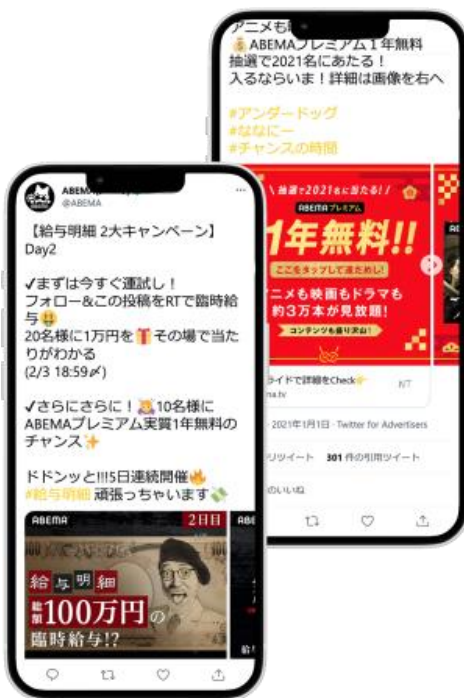 アニメも
💰ABEMAプレミアム1年無料
抽選で2021名にあたる!
入るならいま!詳細は画像を右へ
#アンダードッグ
#ななにー
#チャンスの時間
\ 抽選で2021名に当たる! /
ABEMAプレミアム
1年無料!!
ここをタップして運だめし!
ニメも映画もドラマも
約3万本が見放題!
コンテンツも盛り沢山!
ライドで詳細をCheck👉
NT
ma.tv
· 2021年1月1日 · Twitter for Advertisers
リツイート 301 件の引用ツイート
のいいね
ABEMA
@ABEMA
【給与明細 2大キャンペーン】
Day2
✓まずは今すぐ運試し!
フォロー&この投稿をRTで臨時給
与🤑
20名様に1万円を🎁その場で当た
りがわかる
(2/3 18:59〆)
✓さらにさらに!🎊10名様に
ABEMAプレミアム実質1年無料の
チャンス✨
ドドンッと!!!5日連続開催🔥
#給与明細 頑張っちゃいます💸
ABEMA
2日目
AB
給与明細
総額100万円の
臨時給与!?